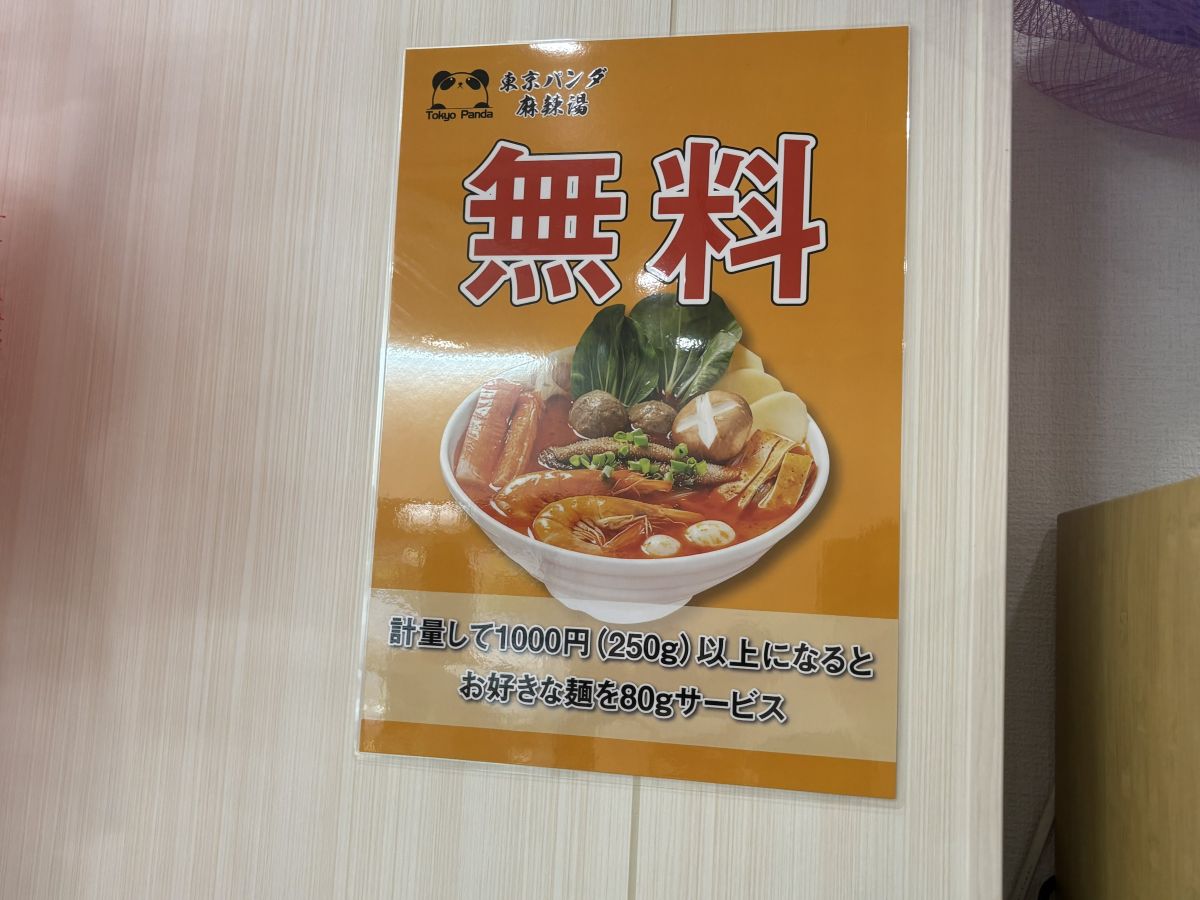 東京パンダ
麻辣湯
Tokyo Panda
無料
計量して1000円(250g)以上になると
お好きな麺を80gサービス